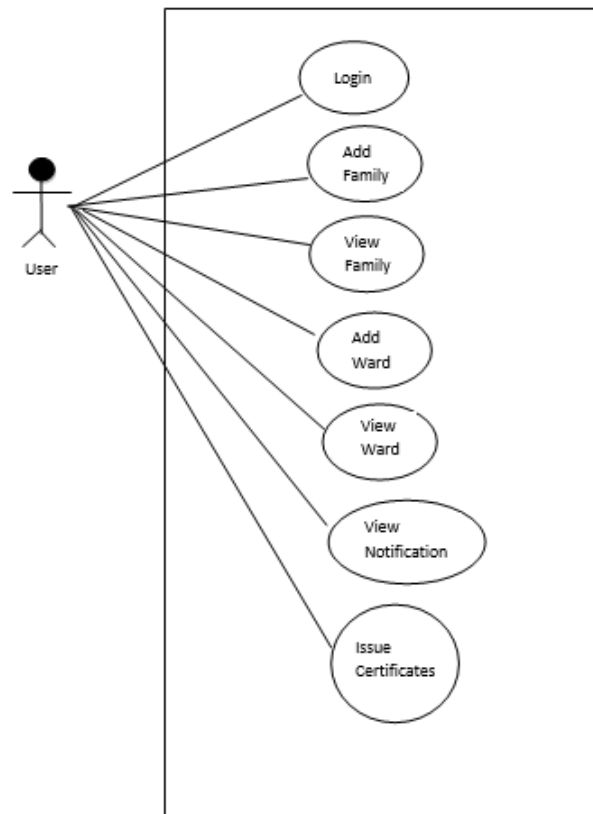 Login
Add
Family
User
View
Family
Add
Ward
View
Ward
View
Notification
Issue
Certificates